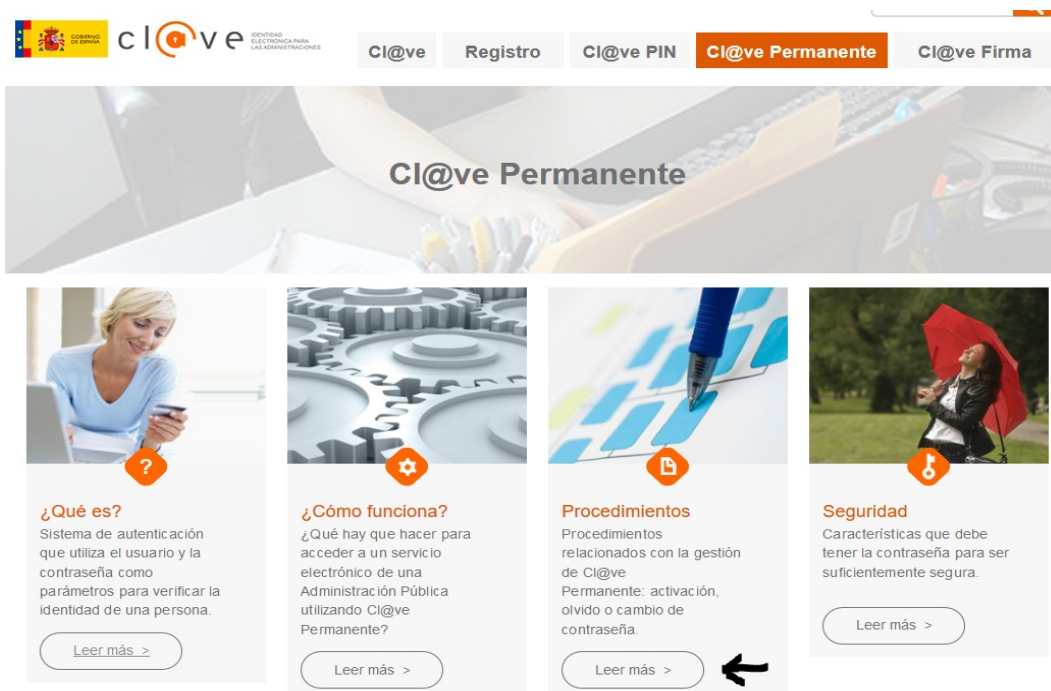 GOBIERNO
DE ESPAÑA
cl@ve
IDENTIDAD
ELECTRÓNICA PARA
LAS ADMINISTRACIONES
Cl@ve
Registro
Cl@ve PIN
Cl@ve Permanente
Cl@ve Firma
Cl@ve Permanente
?
¿Qué es?
Sistema de autenticación
que utiliza el usuario y la
contraseña como
parámetros para verificar la
identidad de una persona.
Leer más >
¿Cómo funciona?
¿Qué hay que hacer para
acceder a un servicio
electrónico de una
Administración Pública
utilizando Cl@ve
Permanente?
Leer más >
Procedimientos
Procedimientos
relacionados con la gestión
de Cl@ve
Permanente: activación,
olvido o cambio de
contraseña.
Leer más >
Seguridad
Características que debe
tener la contraseña para ser
suficientemente segura.
Leer más >